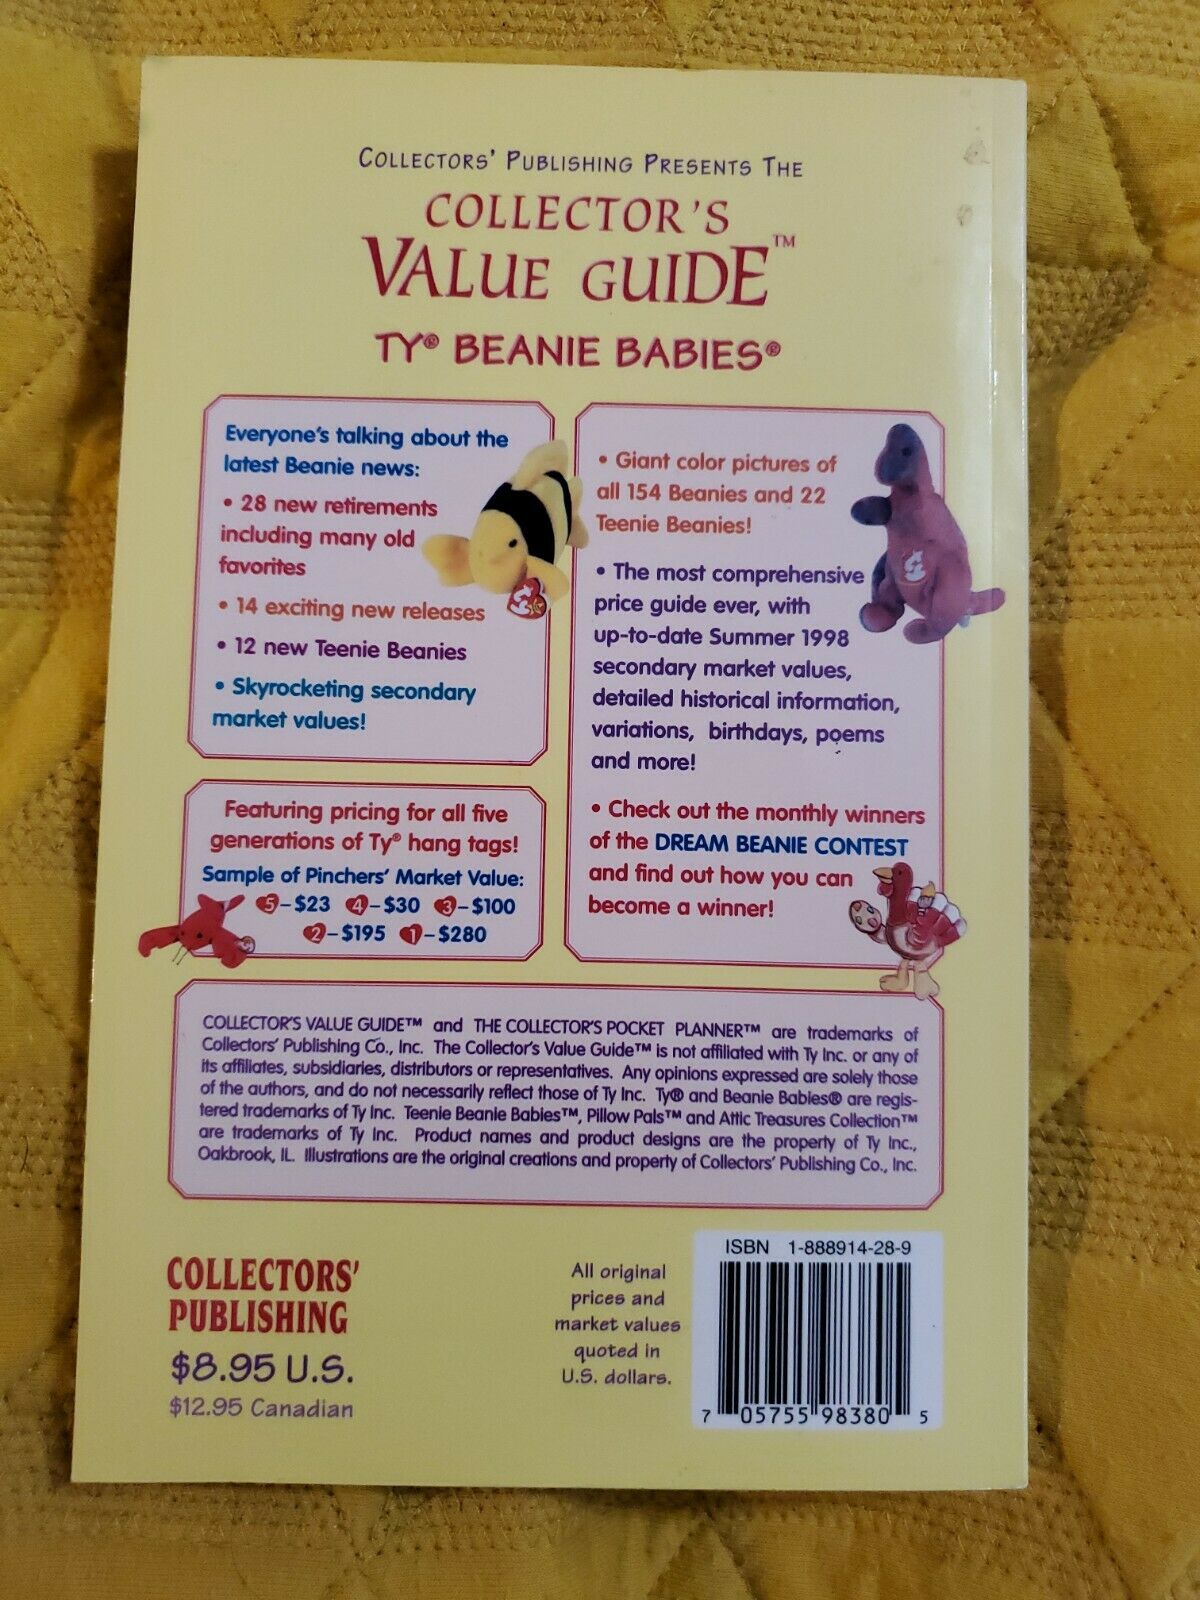 COLLECTORS' PUBLISHING PRESENTS THE
COLLECTOR'S
VALUE GUIDE™
TY® BEANIE BABIES®
Everyone's talking about the
latest Beanie news:
• 28 new retirements
including many old
favorites
• 14 exciting new releases
• 12 new Teenie Beanies
• Skyrocketing secondary
market values!
Featuring pricing for all five
generations of Ty® hang tags!
Sample of Pinchers' Market Value:
5–$23 4–$30 3–$100
2–$195 1–$280
• Giant color pictures of
all 154 Beanies and 22
Teenie Beanies!
• The most comprehensive
price guide ever, with
up-to-date Summer 1998
secondary market values,
detailed historical information,
variations, birthdays, poems
and more!
• Check out the monthly winners
of the DREAM BEANIE CONTEST
and find out how you can
become a winner!
ty
ty
COLLECTOR'S VALUE GUIDE™ and THE COLLECTOR'S POCKET PLANNER™ are trademarks of
Collectors' Publishing Co., Inc. The Collector's Value Guide™ is not affiliated with Ty Inc. or any of
its affiliates, subsidiaries, distributors or representatives. Any opinions expressed are solely those
of the authors, and do not necessarily reflect those of Ty Inc. Ty® and Beanie Babies® are regis-
tered trademarks of Ty Inc. Teenie Beanie Babies™, Pillow Pals™ and Attic Treasures Collection™
are trademarks of Ty Inc. Product names and product designs are the property of Ty Inc.,
Oakbrook, IL. Illustrations are the original creations and property of Collectors' Publishing Co., Inc.
COLLECTORS'
PUBLISHING
$8.95 U.S.
$12.95 Canadian
All original
prices and
market values
quoted in
U.S. dollars.
ISBN 1-888914-28-9
7 05755 98380 5